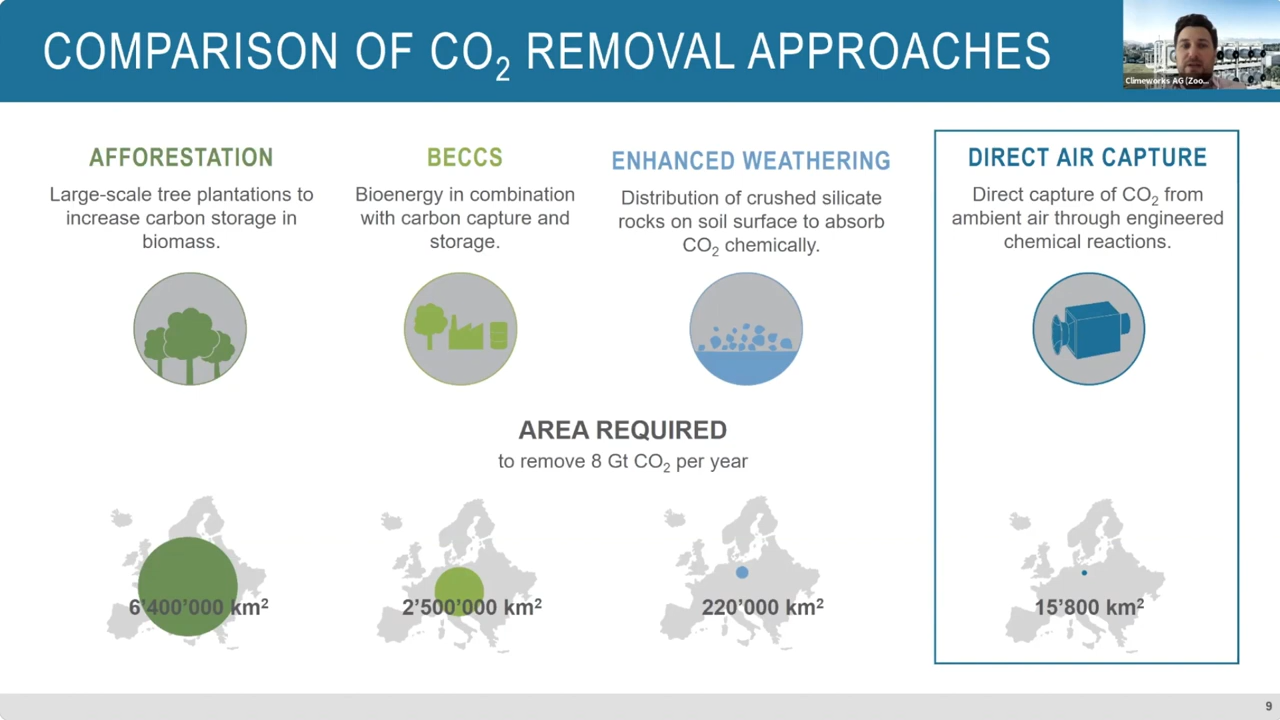 COMPARISON OF CO₂ REMOVAL APPROACHES
Climeworks AG (Zoo...
AFFORESTATION
Large-scale tree plantations to
increase carbon storage in
biomass.
BECCS
Bioenergy in combination
with carbon capture and
storage.
ENHANCED WEATHERING
Distribution of crushed silicate
rocks on soil surface to absorb
CO₂ chemically.
DIRECT AIR CAPTURE
Direct capture of CO₂ from
ambient air through engineered
chemical reactions.
AREA REQUIRED
to remove 8 Gt CO₂ per year
6’400’000 km²
2’500’000 km²
220’000 km²
15’800 km²
9